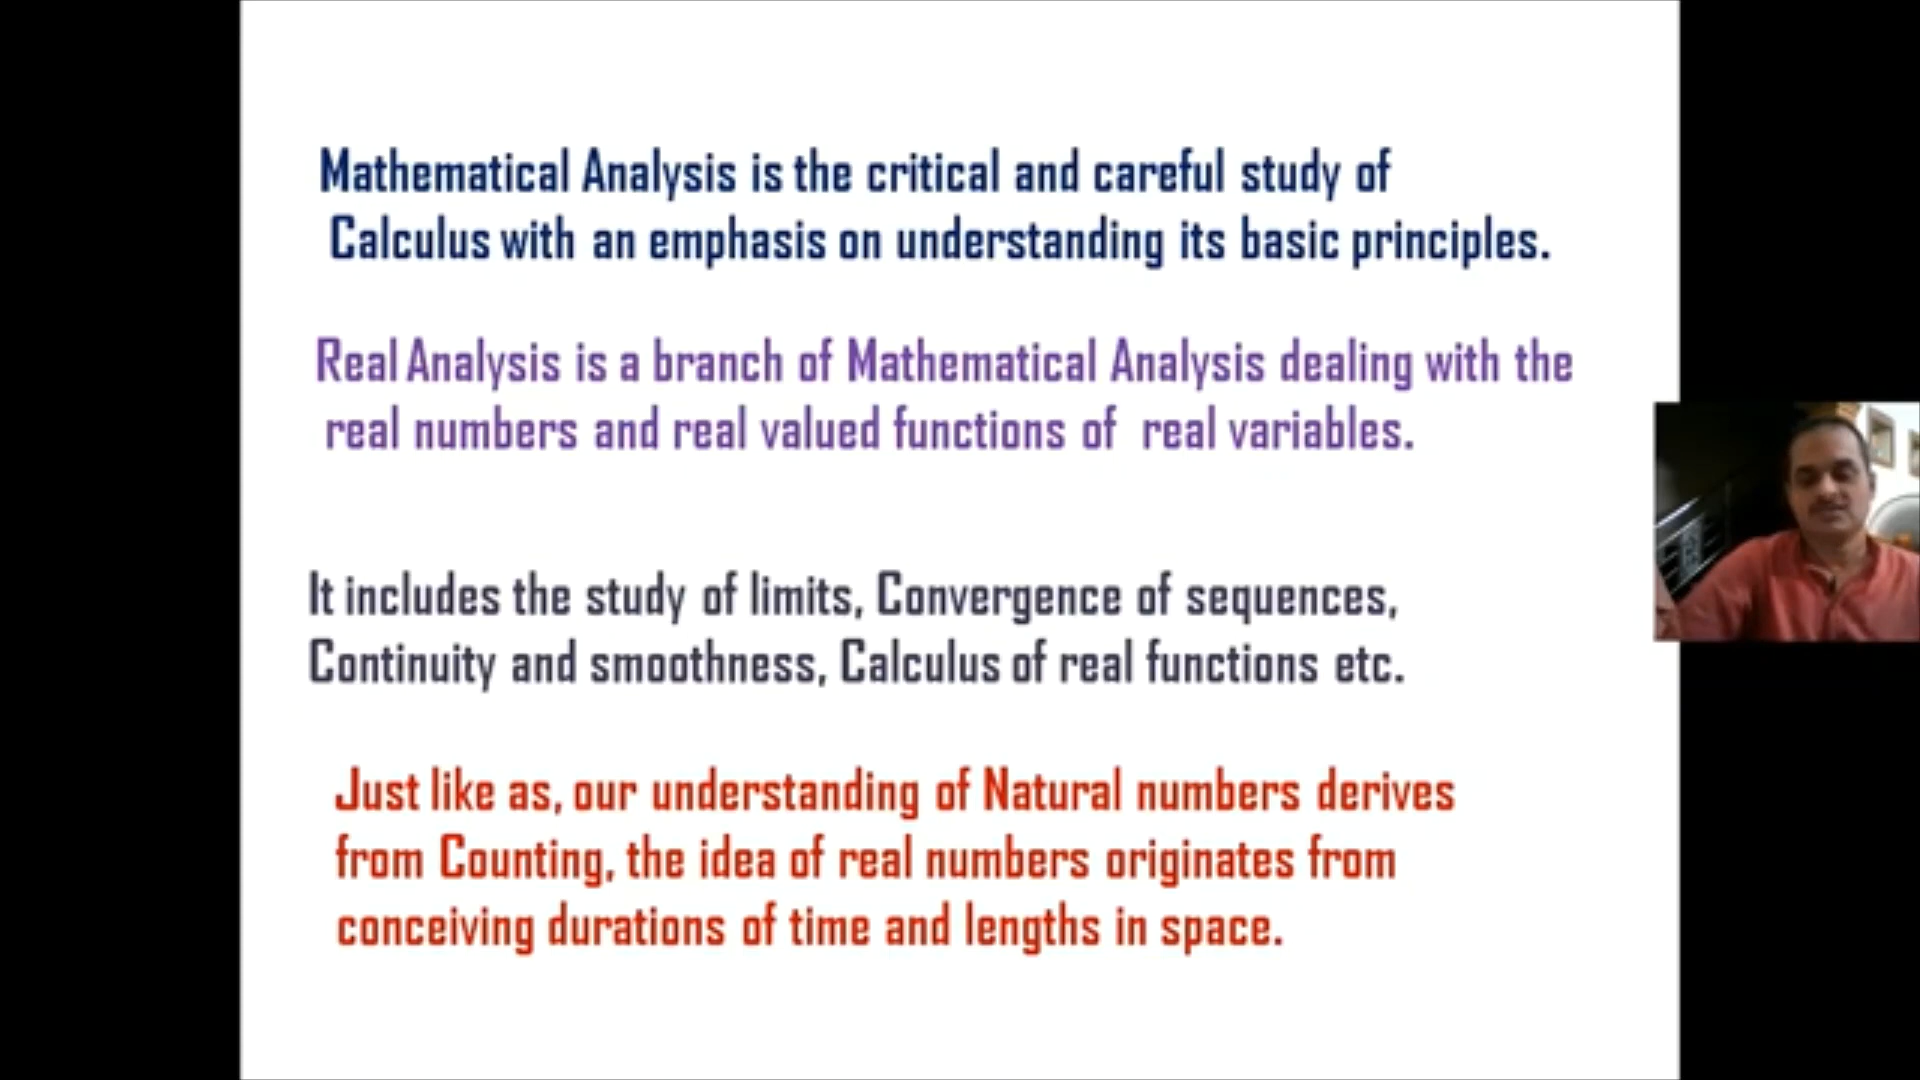 Mathematical Analysis is the critical and careful study of
Calculus with an emphasis on understanding its basic principles.
Real Analysis is a branch of Mathematical Analysis dealing with the
real numbers and real valued functions of real variables.
It includes the study of limits, Convergence of sequences,
Continuity and smoothness, Calculus of real functions etc.
Just like as, our understanding of Natural numbers derives
from Counting, the idea of real numbers originates from
conceiving durations of time and lengths in space.